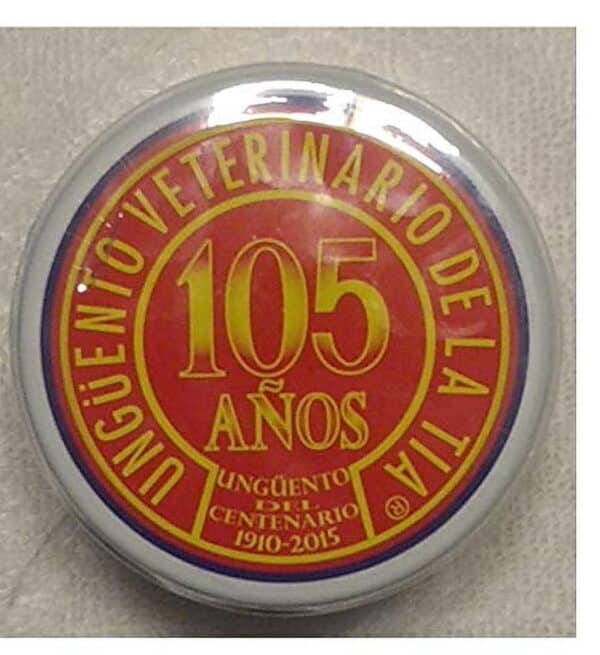 UNGÜENTO VETERINARIO DE LA TIA
®
105
AÑOS
UNGÜENTO
DEL
CENTENARIO
1910-2015